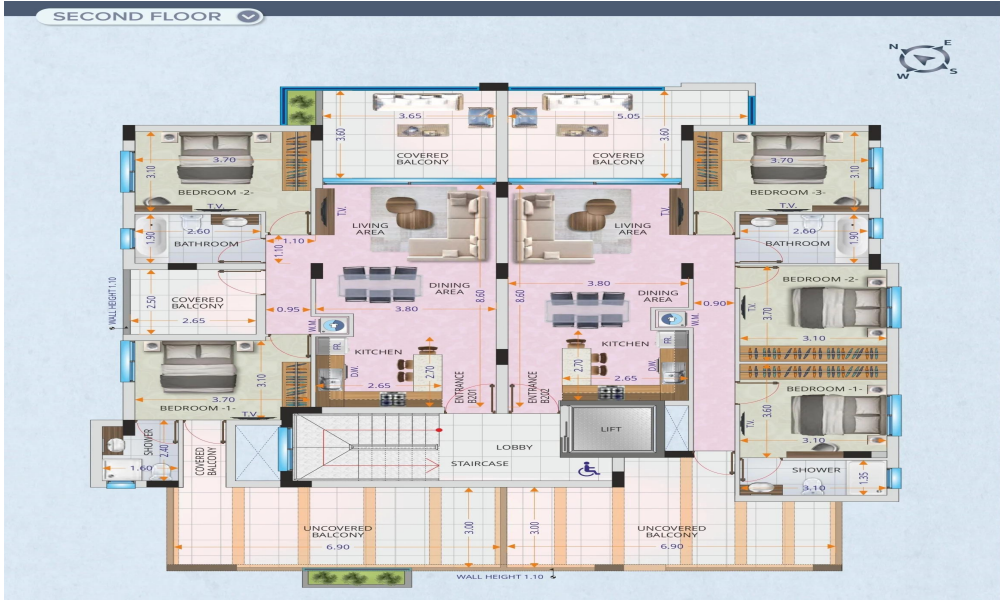 SECOND FLOOR
N
E
W
S
3.65
5.05
3.60
3.60
COVERED
BALCONY
COVERED
BALCONY
3.70
3.10
BEDROOM -2-
T.V.
3.70
3.10
BEDROOM -3-
T.V.
2.60
1.90
BATHROOM
1.10
1.10
T.V.
LIVING
AREA
LIVING
AREA
T.V.
2.60
1.90
BATHROOM
WALL HEIGHT 1.10
2.50
COVERED
BALCONY
2.65
0.95
DINING
AREA
3.80
8.60
8.60
3.80
DINING
AREA
0.90
BEDROOM -2-
T.V.
3.70
3.10
W.M.
W.M.
FR.
KITCHEN
D.W.
2.65
2.70
ENTRANCE
B201
ENTRANCE
B202
2.70
KITCHEN
2.65
FR.
D.W.
3.10
3.70
BEDROOM -1-
T.V
BEDROOM -1-
T.V.
3.60
3.10
SHOWER
2.40
1.60
COVERED
BALCONY
LIFT
LOBBY
STAIRCASE
SHOWER
3.10
1.35
UNCOVERED
BALCONY
6.90
3.00
3.00
UNCOVERED
BALCONY
6.90
WALL HEIGHT 1.10